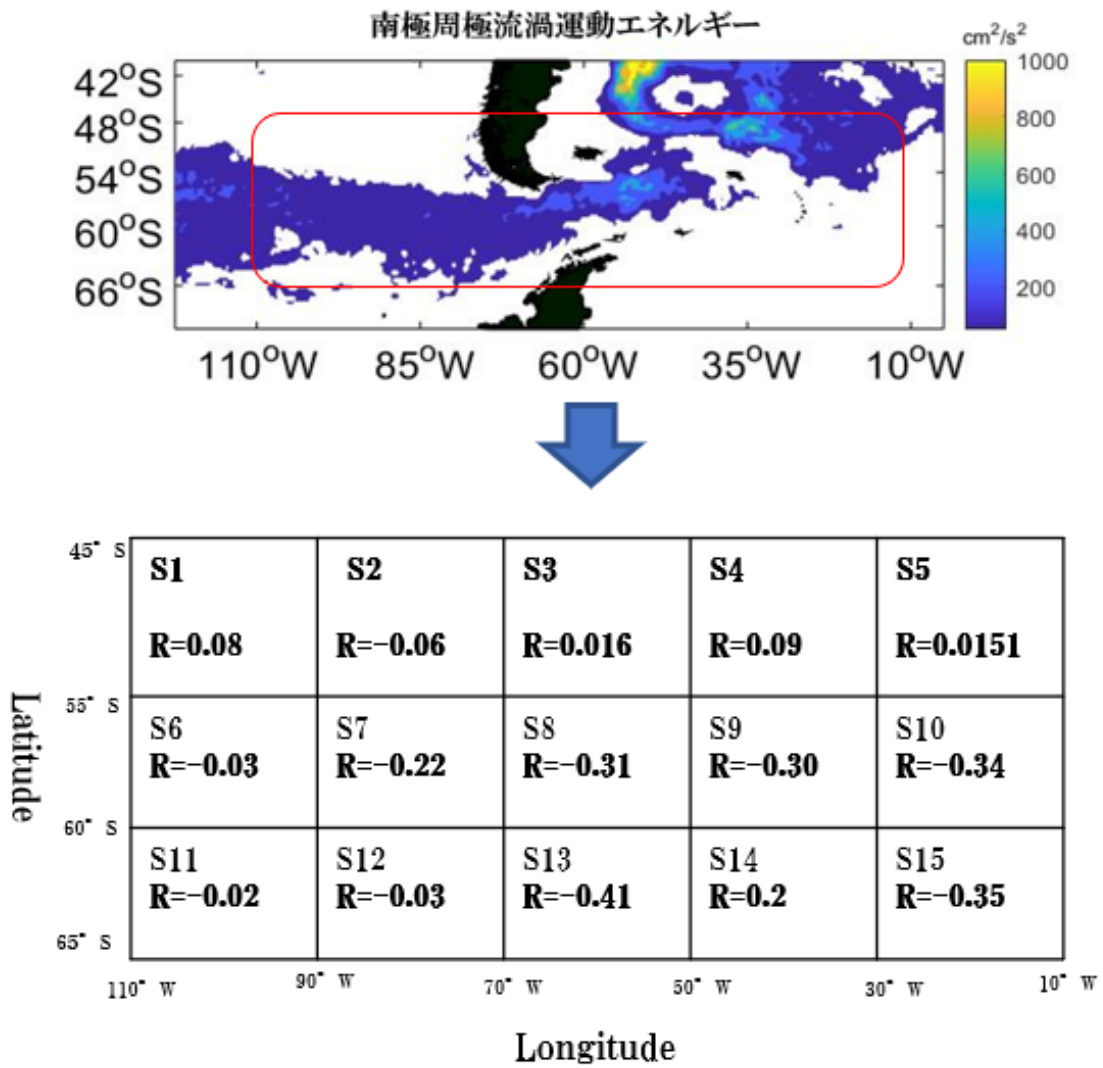 南極周極流渦運動エネルギー
cm²/s²
42°S
48°S
54°S
60°S
66°S
1000
800
600
400
200
110°W 85°W 60°W 35°W 10°W
45° S
S1 S2 S3 S4 S5
R=0.08 R=-0.06 R=0.016 R=0.09 R=0.0151
55° S
S6 S7 S8 S9 S10
R=-0.03 R=-0.22 R=-0.31 R=-0.30 R=-0.34
60° S
S11 S12 S13 S14 S15
R=-0.02 R=-0.03 R=-0.41 R=0.2 R=-0.35
65° S
110° W 90° W 70° W 50° W 30° W 10° W
Latitude
Longitude